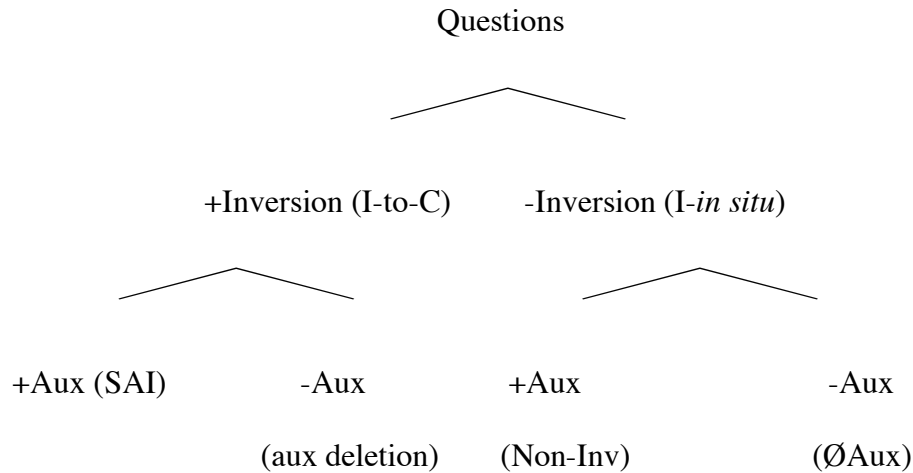 Questions
+Inversion (I-to-C) -Inversion (I-in situ)
+Aux (SAI) -Aux +Aux -Aux
(aux deletion) (Non-Inv) (ØAux)